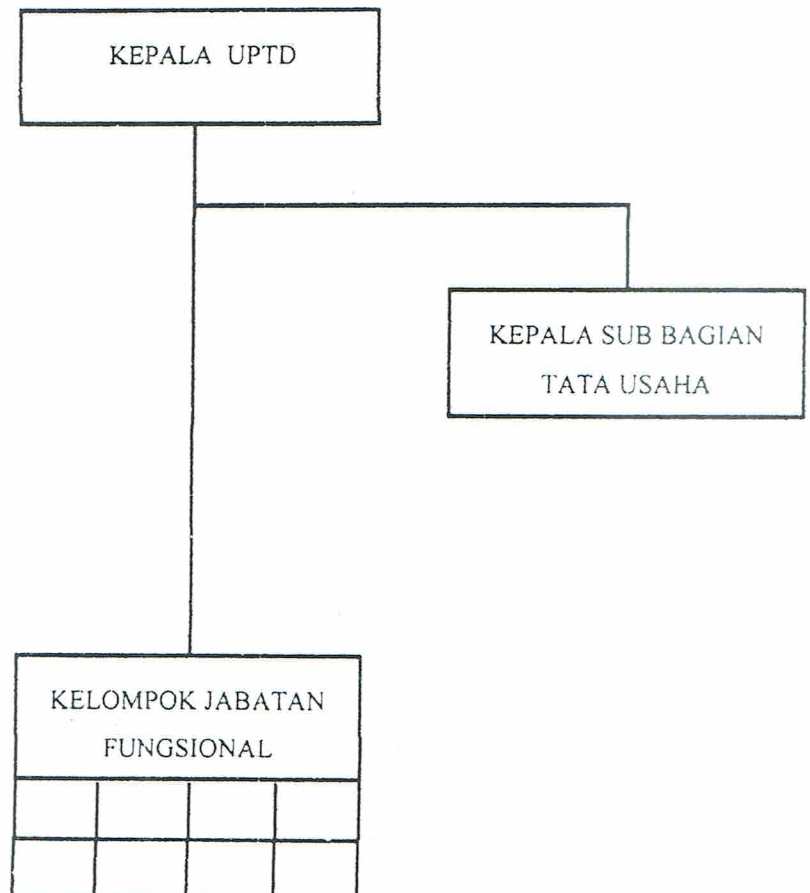 KEPALA UPTD
KEPALA SUB BAGIAN
TATA USAHA
KELOMPOK JABATAN
FUNGSIONAL